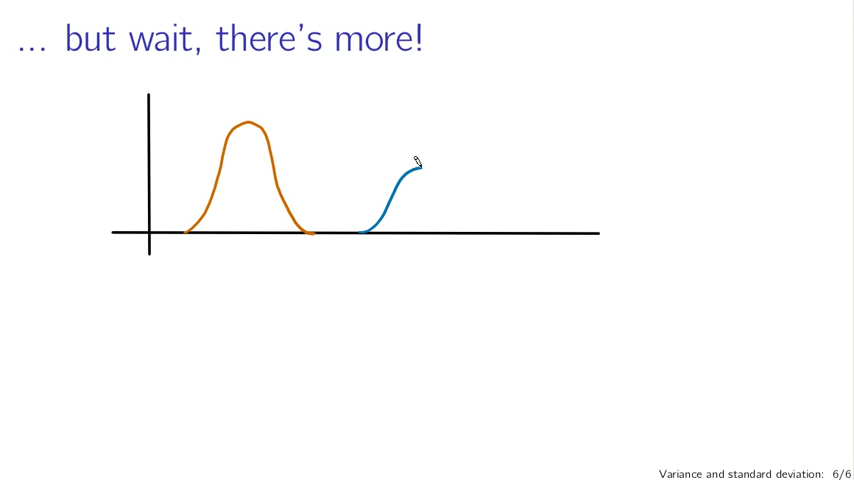 ... but wait, there's more!
Variance and standard deviation: 6/6